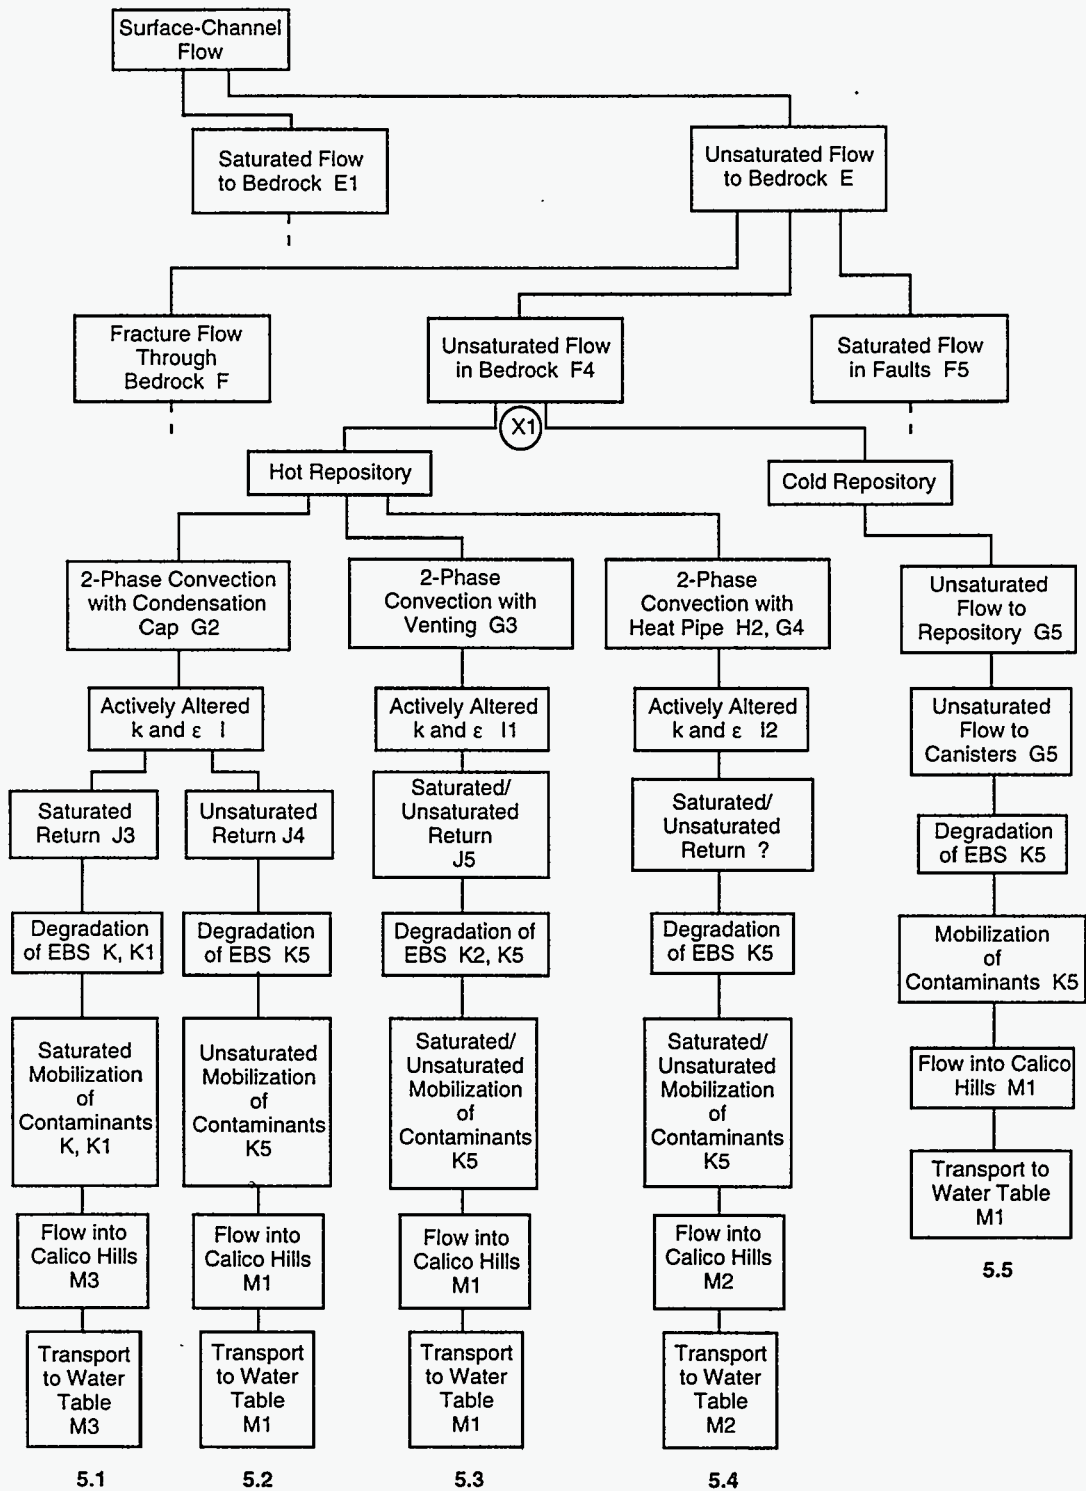 Surface-Channel
Flow
Saturated Flow
to Bedrock E1
Unsaturated Flow
to Bedrock E
Fracture Flow
Through
Bedrock F
Unsaturated Flow
in Bedrock F4
Saturated Flow
in Faults F5
X1
Hot Repository
Cold Repository
2-Phase Convection
with Condensation
Cap G2
2-Phase
Convection with
Venting G3
2-Phase
Convection with
Heat Pipe H2, G4
Unsaturated
Flow to
Repository G5
Actively Altered
k and ε I
Actively Altered
k and ε I1
Actively Altered
k and ε I2
Unsaturated
Flow to
Canisters G5
Saturated
Return J3
Unsaturated
Return J4
Saturated/
Unsaturated
Return
J5
Saturated/
Unsaturated
Return ?
Degradation
of EBS K5
Degradation
of EBS K, K1
Degradation
of EBS K5
Degradation of
EBS K2, K5
Degradation
of EBS K5
Mobilization
of
Contaminants K5
Saturated
Mobilization
of
Contaminants
K, K1
Unsaturated
Mobilization
of
Contaminants
K5
Saturated/
Unsaturated
Mobilization
of
Contaminants
K5
Saturated/
Unsaturated
Mobilization
of
Contaminants
K5
Flow into Calico
Hills M1
Transport to
Water Table
M1
5.5
Flow into
Calico Hills
M3
Flow into
Calico Hills
M1
Flow into
Calico Hills
M1
Flow into
Calico Hills
M2
Transport
to Water
Table
M3
Transport
to Water
Table
M1
Transport
to Water
Table
M1
Transport
to Water
Table
M2
5.1
5.2
5.3
5.4